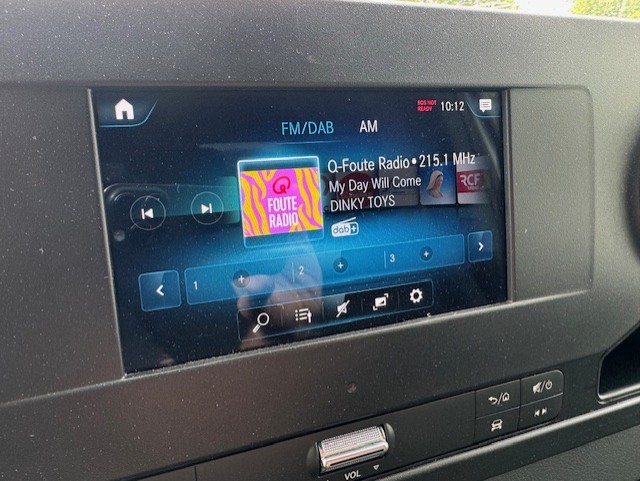 SOS NOT
READY
10:12
FM/DAB AM
Q-Foute Radio • 215.1 MHz
My Day Will Come
DINKY TOYS
Q
FOUTE
RADIO
RCF
dab+
1 2 3
VOL